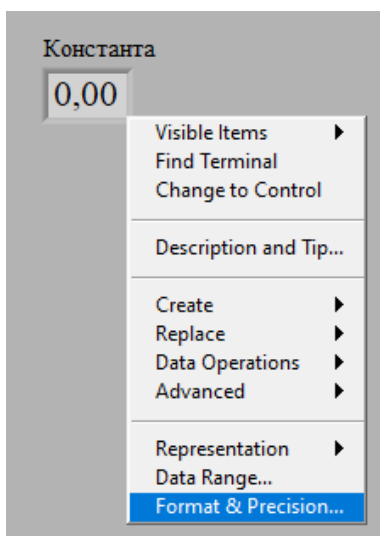 Константа
0,00
Visible Items
Find Terminal
Change to Control
Description and Tip...
Create
Replace
Data Operations
Advanced
Representation
Data Range...
Format & Precision...